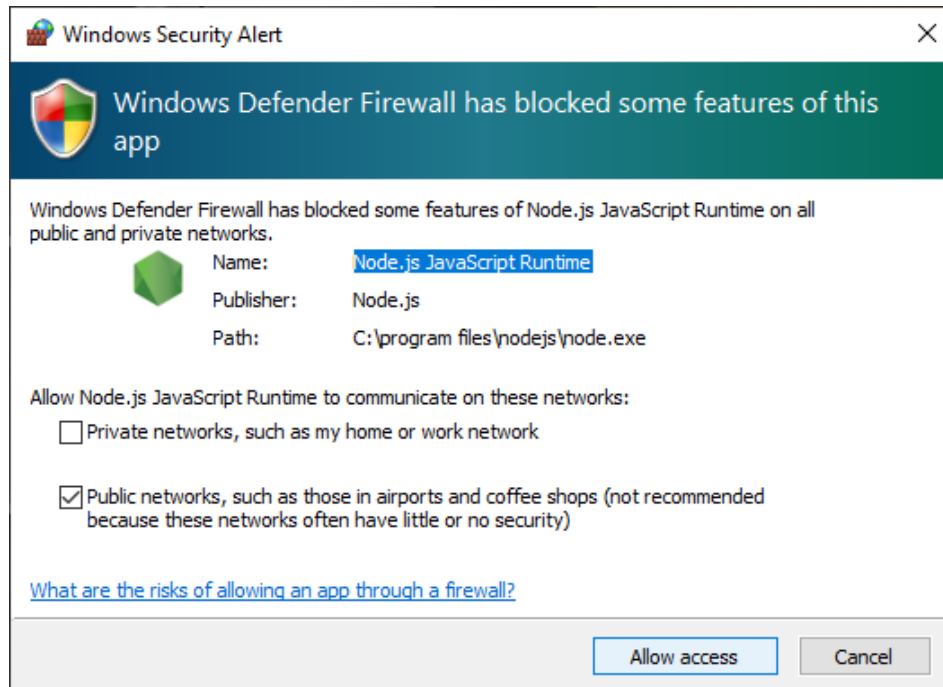 Windows Security Alert
Windows Defender Firewall has blocked some features of this
app
Windows Defender Firewall has blocked some features of Node.js JavaScript Runtime on all
public and private networks.
Name: Node.js JavaScript Runtime
Publisher: Node.js
Path: C:\program files\nodejs\node.exe
Allow Node.js JavaScript Runtime to communicate on these networks:
Private networks, such as my home or work network
Public networks, such as those in airports and coffee shops (not recommended
because these networks often have little or no security)
What are the risks of allowing an app through a firewall?
Allow access Cancel